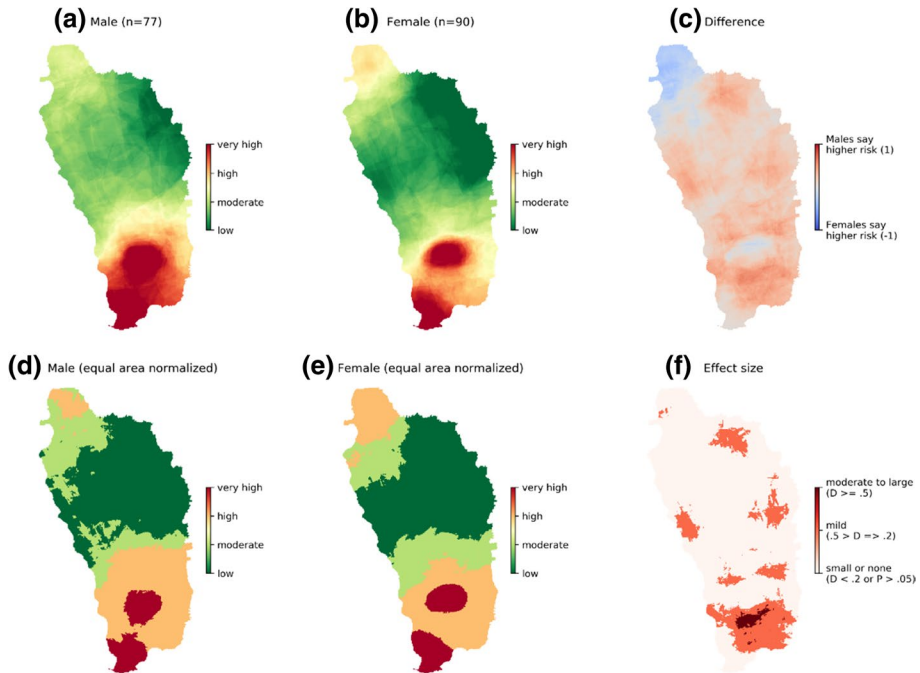 (a) Male (n=77)
very high
high
moderate
low
(b) Female (n=90)
very high
high
moderate
low
(c) Difference
Males say
higher risk (1)
Females say
higher risk (-1)
(d) Male (equal area normalized)
very high
high
moderate
low
(e) Female (equal area normalized)
very high
high
moderate
low
(f) Effect size
moderate to large
(D >= .5)
mild
(.5 > D => .2)
small or none
(D < .2 or P > .05)